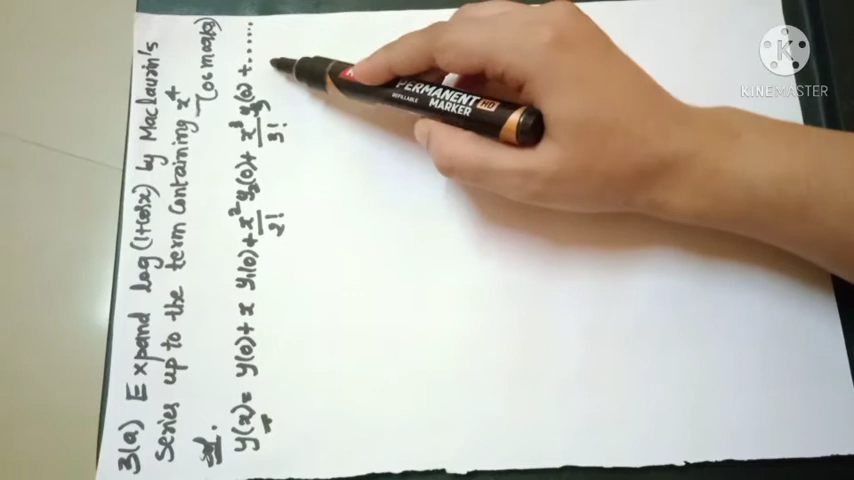 3(a) Expand log(1+cosx) by Maclaurin's
Series up to the term containing x⁴
(06 marks)
Sol.
y(x) = y(0) + x y₁(0) + x²/2! y₂(0) + x³/3! y₃(0) + ......
PERMANENT
MARKER HD
REFILLABLE
KINEMASTER